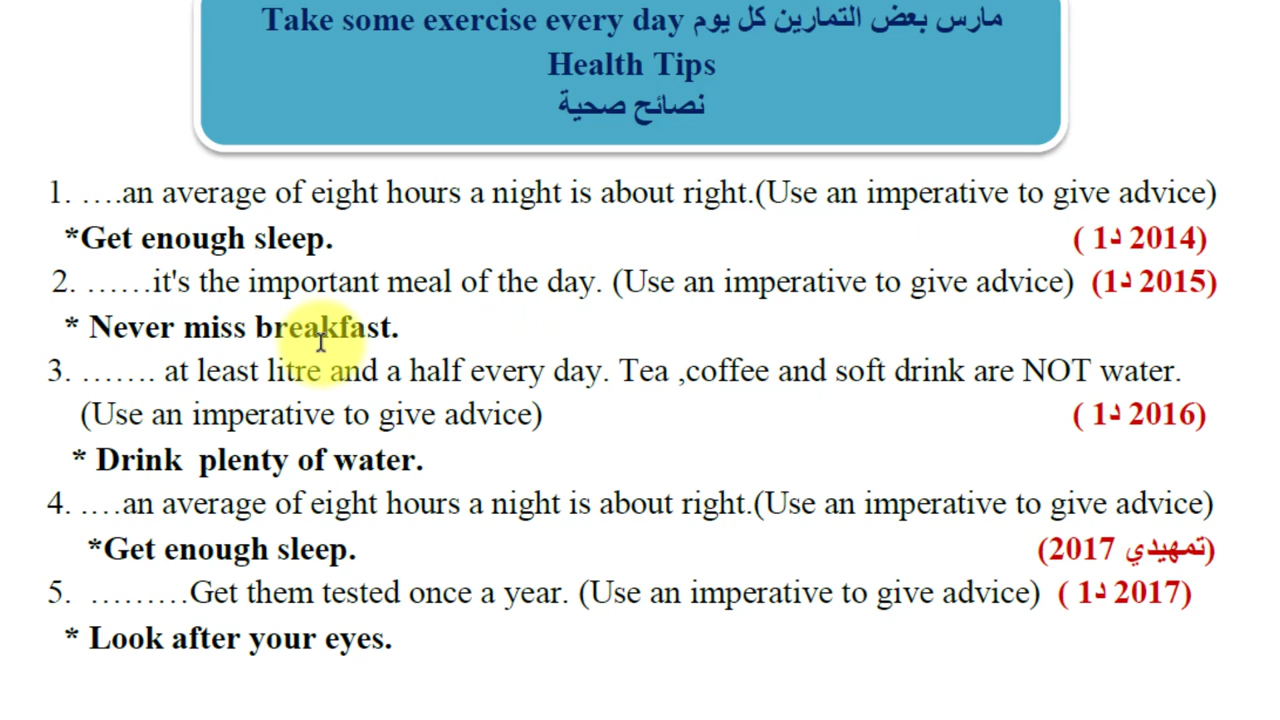 Take some exercise every day مارس بعض التمارين كل يوم
Health Tips
نصائح صحية
1. ….an average of eight hours a night is about right.(Use an imperative to give advice)
*Get enough sleep. ( 2014 د1)
2. ……it's the important meal of the day. (Use an imperative to give advice) (2015 د1)
* Never miss breakfast.
3. ……. at least litre and a half every day. Tea ,coffee and soft drink are NOT water.
(Use an imperative to give advice) ( 2016 د1)
* Drink plenty of water.
4. ….an average of eight hours a night is about right.(Use an imperative to give advice)
*Get enough sleep. (تمهيدي 2017)
5. ………Get them tested once a year. (Use an imperative to give advice) ( 2017 د1)
* Look after your eyes.